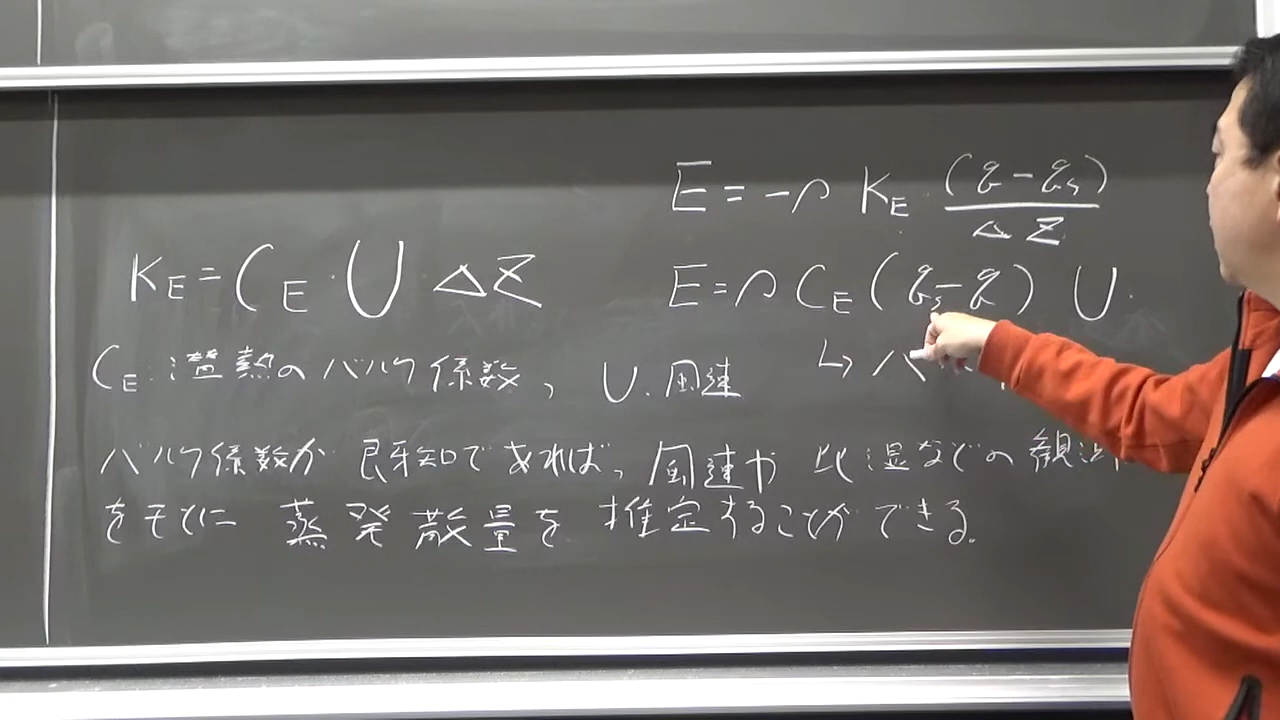 E = -ρ K_E · (q - q_s) / ΔZ
K_E = C_E · U ΔZ
E = ρ C_E (q_s - q) U.
C_E: 潜熱のバルク係数, U: 風速
↳ バ
バルク係数が既知であれば、風速や比湿などの観測
をもとに蒸発散量を推定することができる。